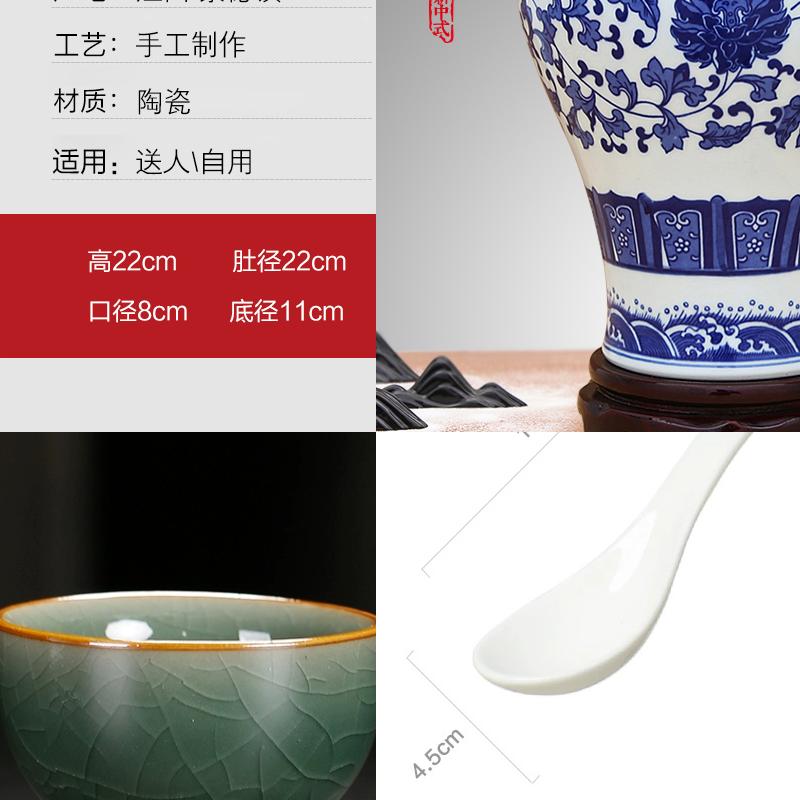 工艺：手工制作
材质：陶瓷
适用：送人\自用
高22cm 肚径22cm
口径8cm 底径11cm
中式
4.5cm